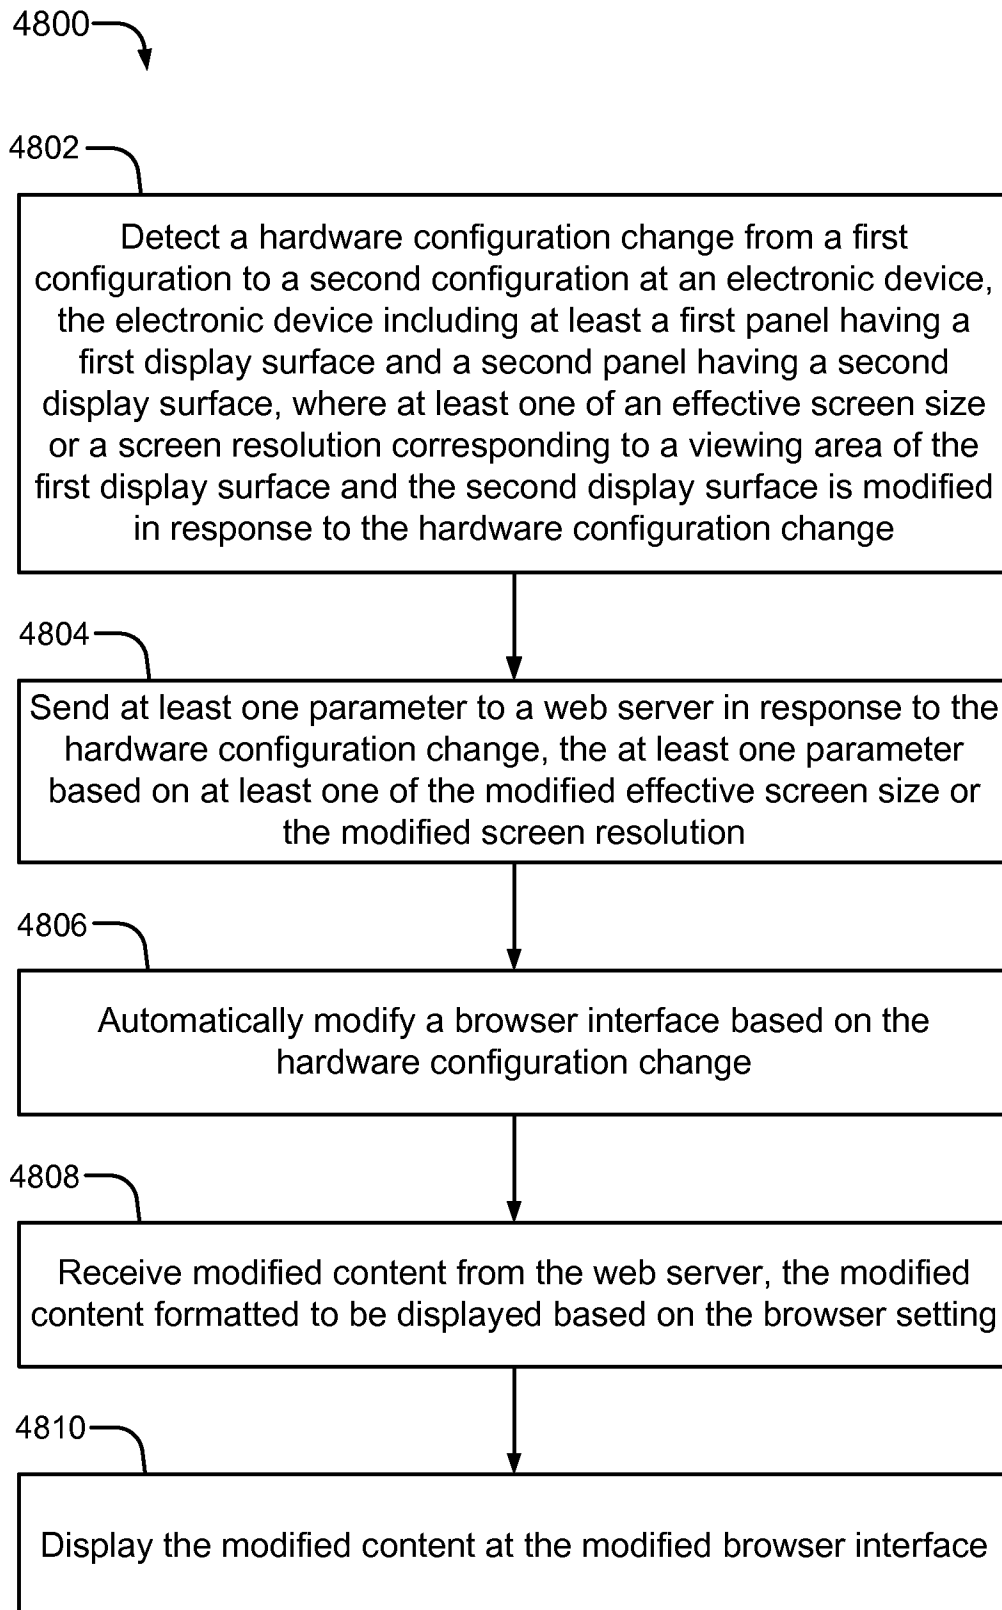 4800
4802
Detect a hardware configuration change from a first
configuration to a second configuration at an electronic device,
the electronic device including at least a first panel having a
first display surface and a second panel having a second
display surface, where at least one of an effective screen size
or a screen resolution corresponding to a viewing area of the
first display surface and the second display surface is modified
in response to the hardware configuration change
4804
Send at least one parameter to a web server in response to the
hardware configuration change, the at least one parameter
based on at least one of the modified effective screen size or
the modified screen resolution
4806
Automatically modify a browser interface based on the
hardware configuration change
4808
Receive modified content from the web server, the modified
content formatted to be displayed based on the browser setting
4810
Display the modified content at the modified browser interface